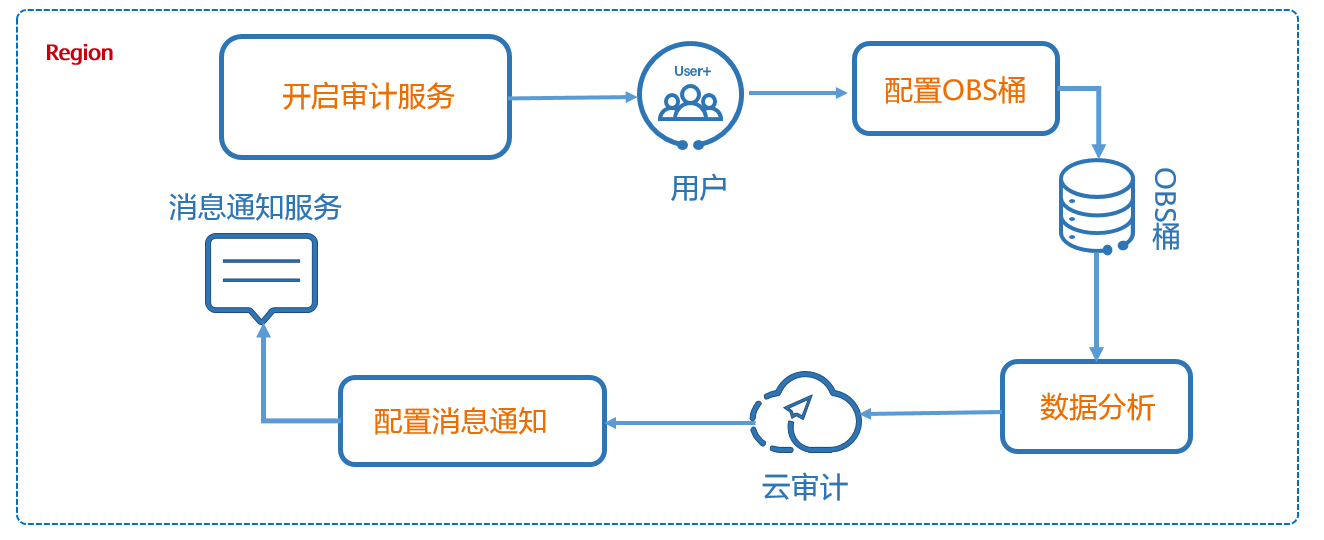 Region
开启审计服务
User+
用户
配置OBS桶
OBS桶
消息通知服务
配置消息通知
云审计
数据分析